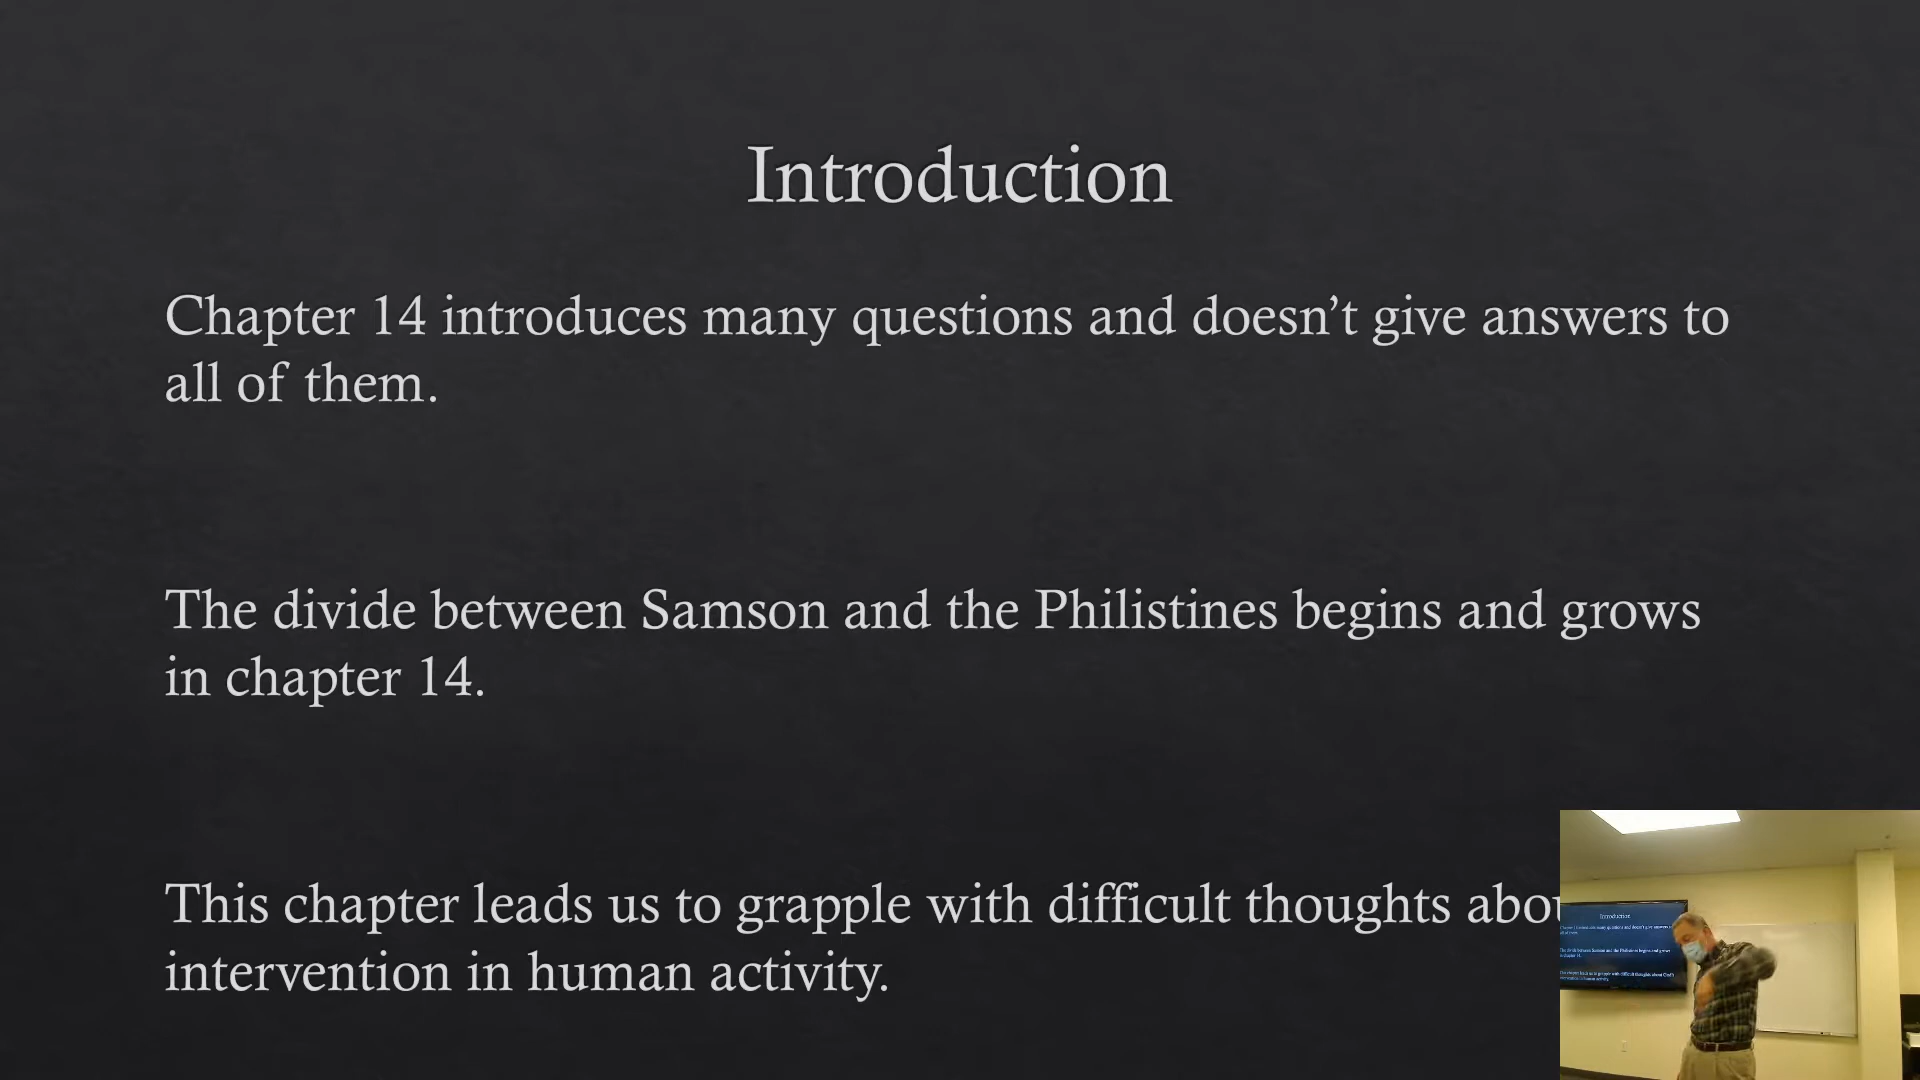 Introduction
Chapter 14 introduces many questions and doesn’t give answers to
all of them.
The divide between Samson and the Philistines begins and grows
in chapter 14.
This chapter leads us to grapple with difficult thoughts
intervention in human activity.
Introduction